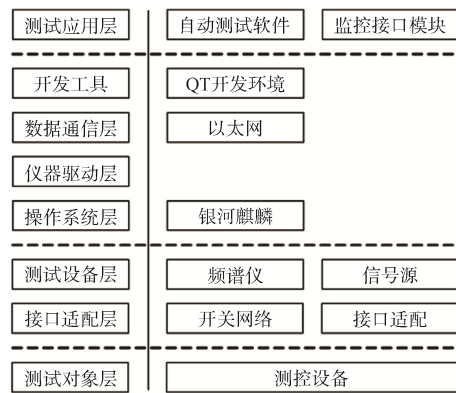 测试应用层 自动测试软件 监控接口模块
开发工具 QT开发环境
数据通信层 以太网
仪器驱动层
操作系统层 银河麒麟
测试设备层 频谱仪 信号源
接口适配层 开关网络 接口适配
测试对象层 测控设备